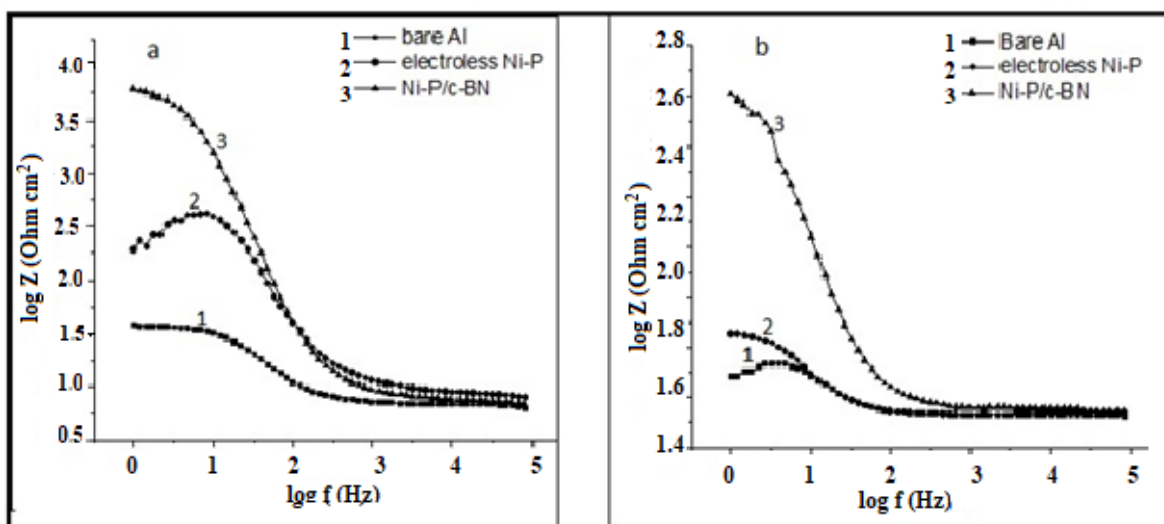 a
1 bare Al
2 electroless Ni-P
3 Ni-P/c-BN
4.0
3.5
3.0
2.5
2.0
1.5
1.0
0.5
log Z (Ohm cm²)
3
2
1
0 1 2 3 4 5
log f (Hz)
b
1 Bare Al
2 electroless Ni-P
3 Ni-P/c-BN
2.8
2.6
2.4
2.2
2.0
1.8
1.6
1.4
log Z (Ohm cm²)
3
2
1
0 1 2 3 4 5
log f (Hz)